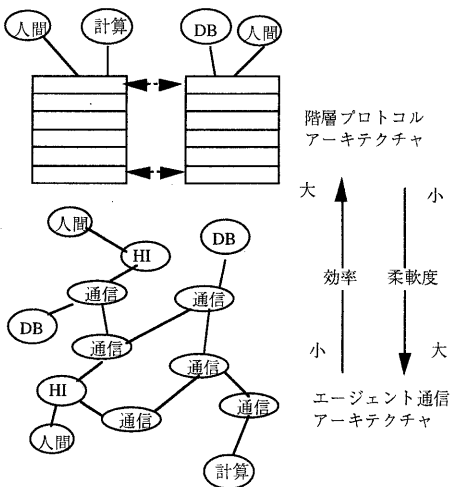 人間
計算
DB
人間
階層プロトコル
アーキテクチャ
大
小
効率
柔軟度
小
大
エージェント通信
アーキテクチャ
人間
HI
DB
通信
通信
DB
通信
通信
HI
通信
通信
人間
計算